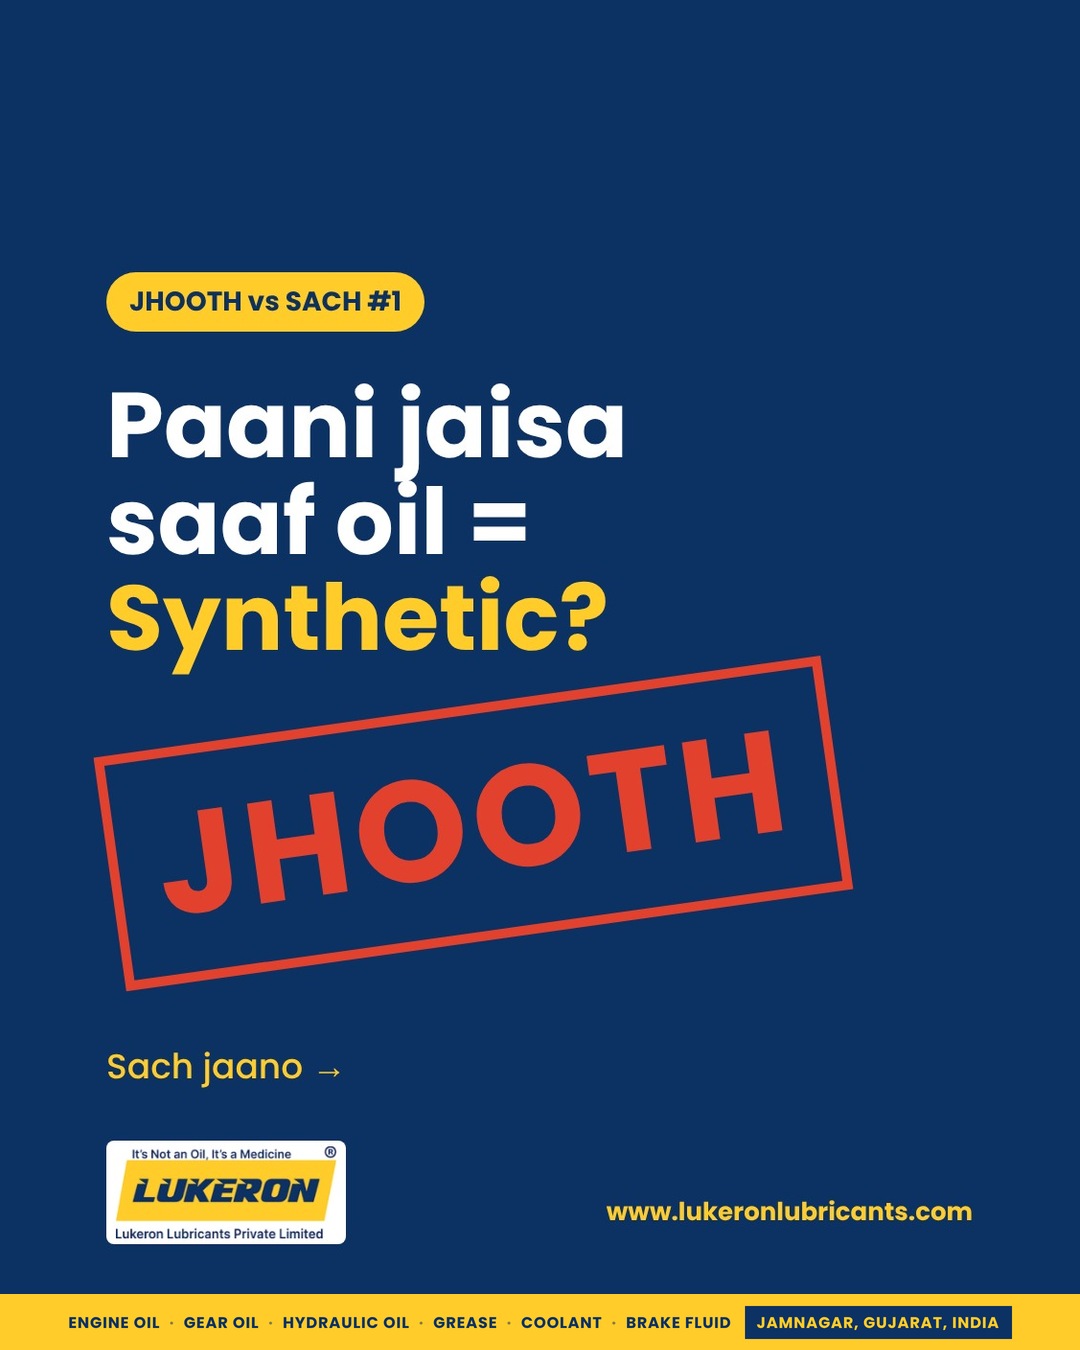 JHOOTH vs SACH #1
Paani jaisa
saaf oil =
Synthetic?
JHOOTH
Sach jaano →
It's Not an Oil, It's a Medicine ®
LUKERON
Lukeron Lubricants Private Limited
www.lukeronlubricants.com
ENGINE OIL · GEAR OIL · HYDRAULIC OIL · GREASE · COOLANT · BRAKE FLUID JAMNAGAR, GUJARAT, INDIA